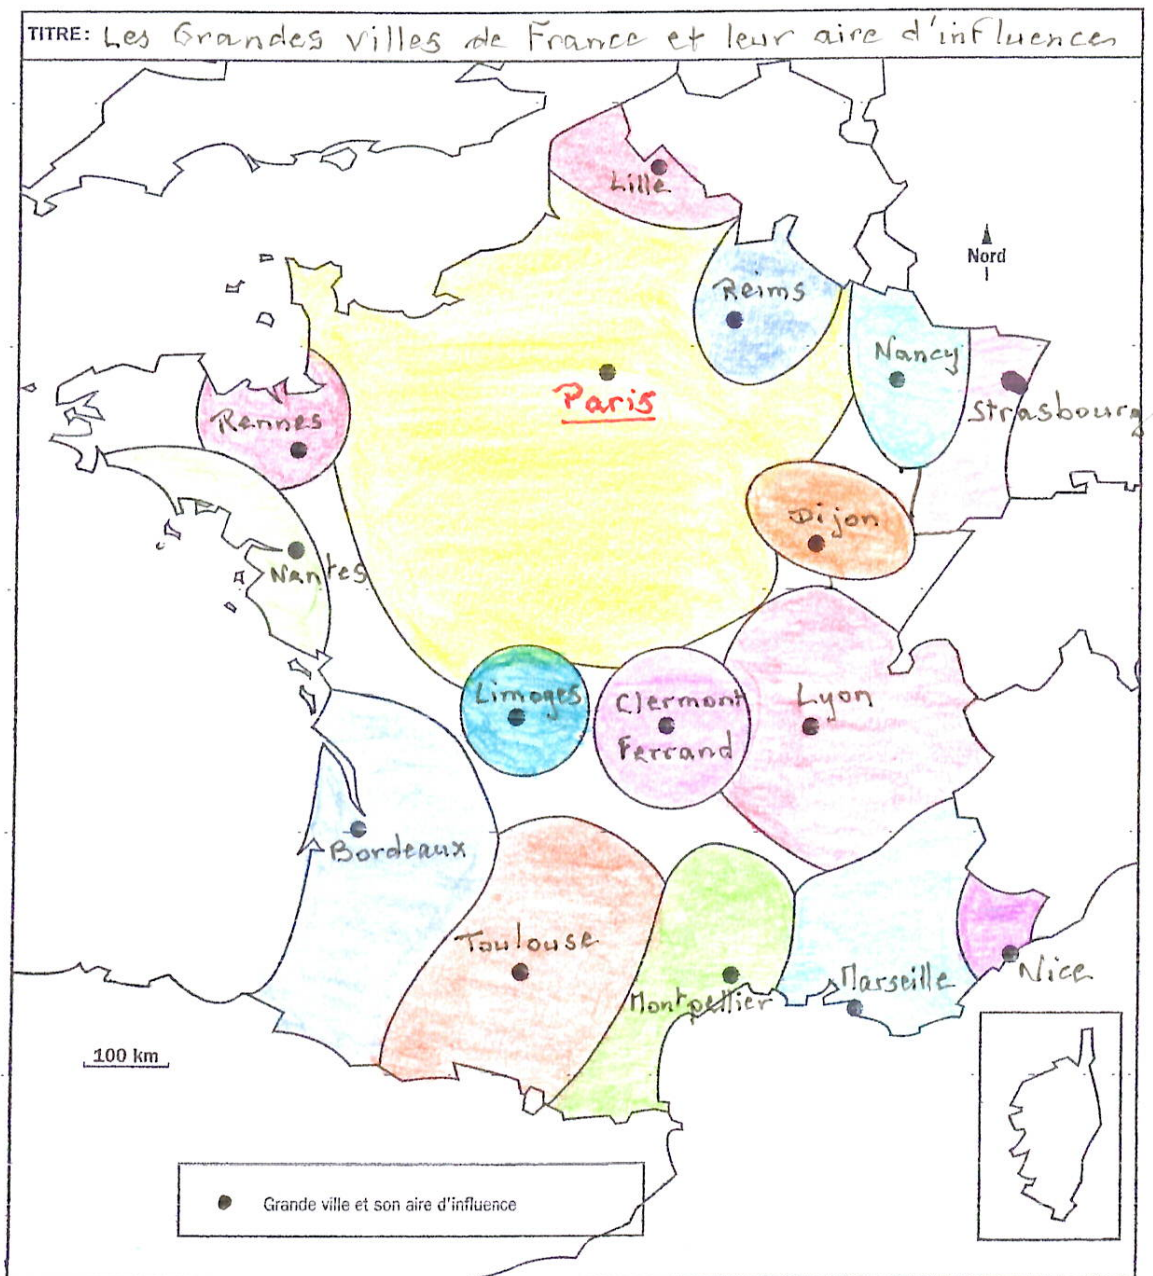 TITRE: Les Grandes villes de France et leur aire d'influence
Lille
Nord
Reims
Nancy
Paris
Strasbourg
Rennes
Dijon
Nantes
Limoges
Clermont
Ferrand
Lyon
Bordeaux
Toulouse
Montpellier
Marseille
Nice
100 km
Grande ville et son aire d'influence